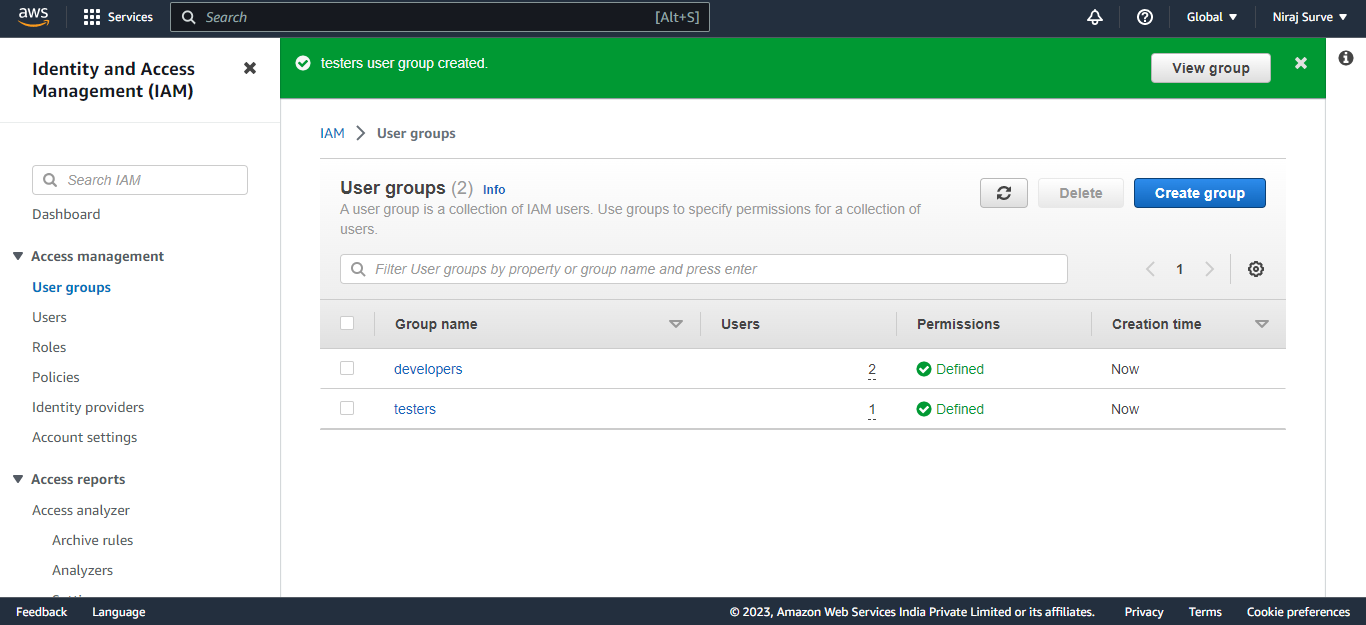 aws
Services
Search
[Alt+S]
Global
Niraj Surve
Identity and Access
Management (IAM)
Search IAM
Dashboard
Access management
User groups
Users
Roles
Policies
Identity providers
Account settings
Access reports
Access analyzer
Archive rules
Analyzers
testers user group created.
View group
IAM
User groups
User groups (2) Info
A user group is a collection of IAM users. Use groups to specify permissions for a collection of
users.
Delete
Create group
Filter User groups by property or group name and press enter
1
Group name Users Permissions Creation time
developers 2 Defined Now
testers 1 Defined Now
Feedback Language
© 2023, Amazon Web Services India Private Limited or its affiliates. Privacy Terms Cookie preferences